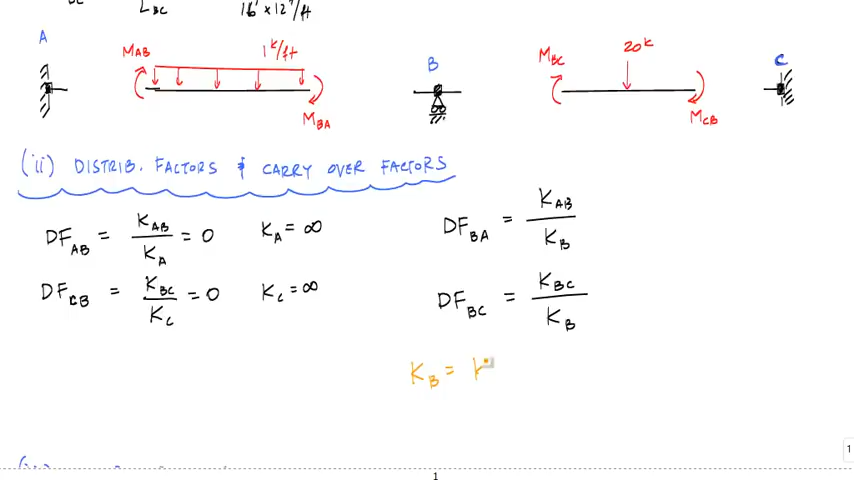 L_BC 16' x 12"/ft
A
M_AB 1 k/ft B M_BC 20 k C
M_BA M_CB
(ii) DISTRIB. FACTORS & CARRY OVER FACTORS
DF_AB = K_AB / K_A = 0 K_A = ∞ DF_BA = K_AB / K_B
DF_CB = K_BC / K_C = 0 K_C = ∞ DF_BC = K_BC / K_B
K_B = K
1
1